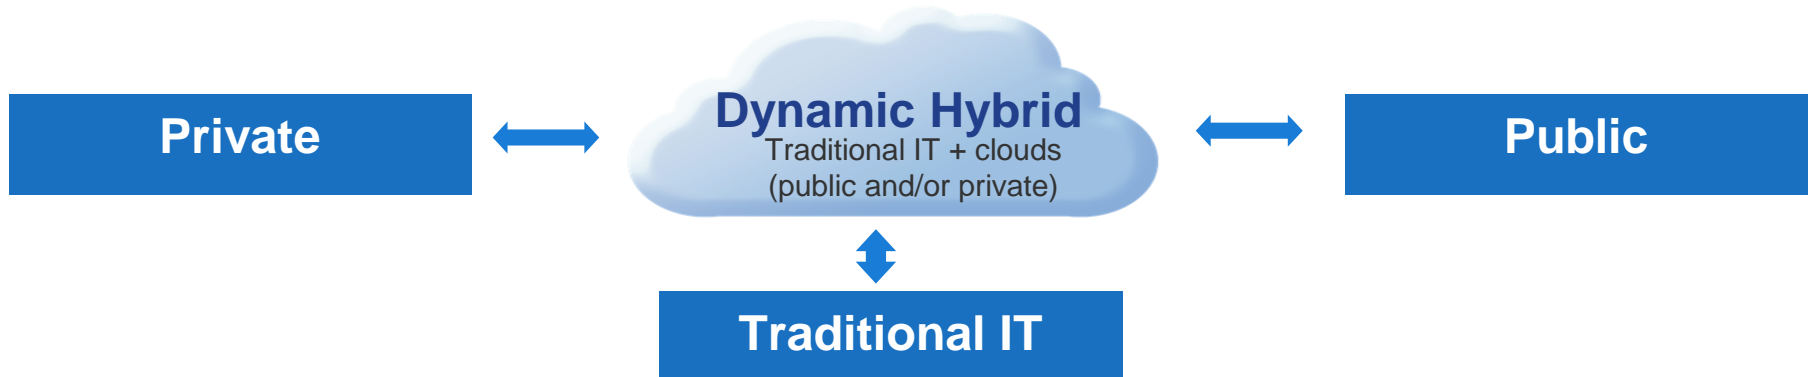 Private
Dynamic Hybrid
Traditional IT + clouds
(public and/or private)
Public
Traditional IT